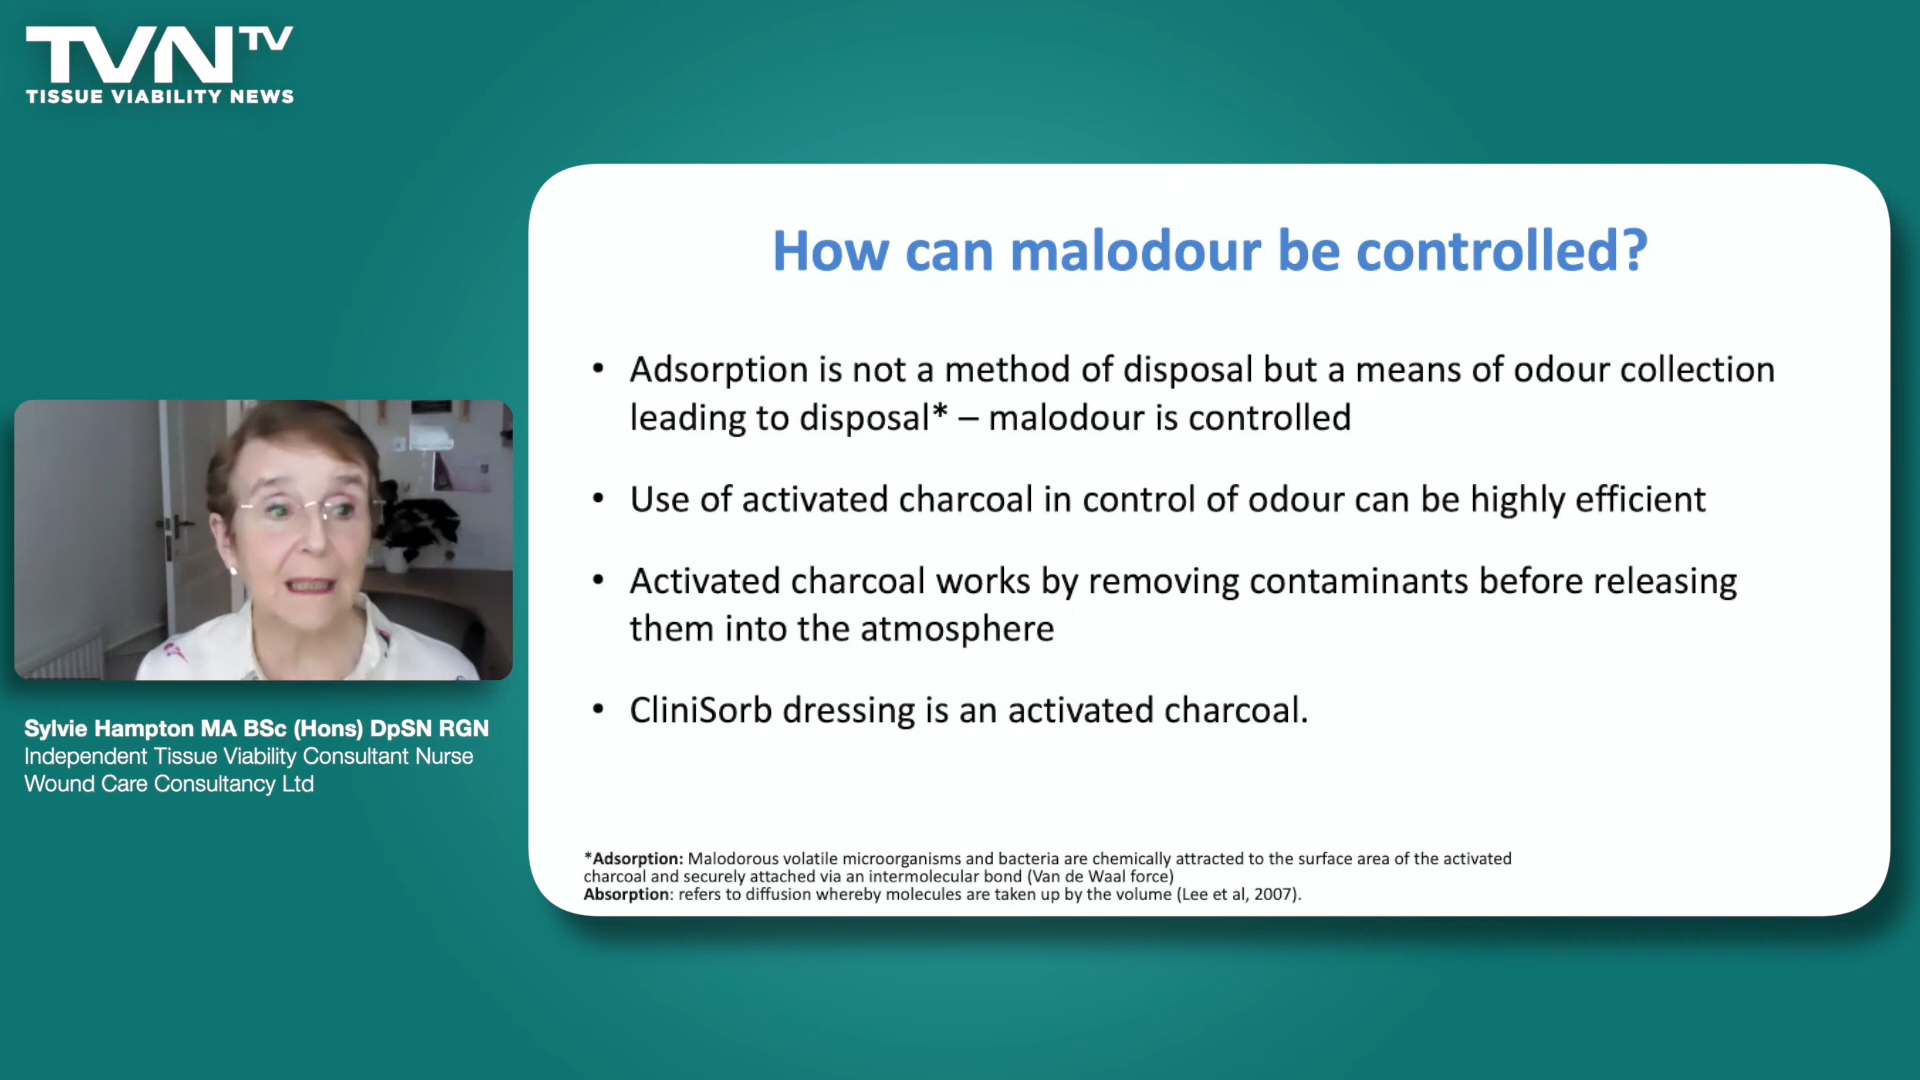 TVN TV
TISSUE VIABILITY NEWS
How can malodour be controlled?
• Adsorption is not a method of disposal but a means of odour collection
leading to disposal* – malodour is controlled
• Use of activated charcoal in control of odour can be highly efficient
• Activated charcoal works by removing contaminants before releasing
them into the atmosphere
• CliniSorb dressing is an activated charcoal.
*Adsorption: Malodorous volatile microorganisms and bacteria are chemically attracted to the surface area of the activated
charcoal and securely attached via an intermolecular bond (Van de Waal force)
Absorption: refers to diffusion whereby molecules are taken up by the volume (Lee et al, 2007).
Sylvie Hampton MA BSc (Hons) DpSN RGN
Independent Tissue Viability Consultant Nurse
Wound Care Consultancy Ltd